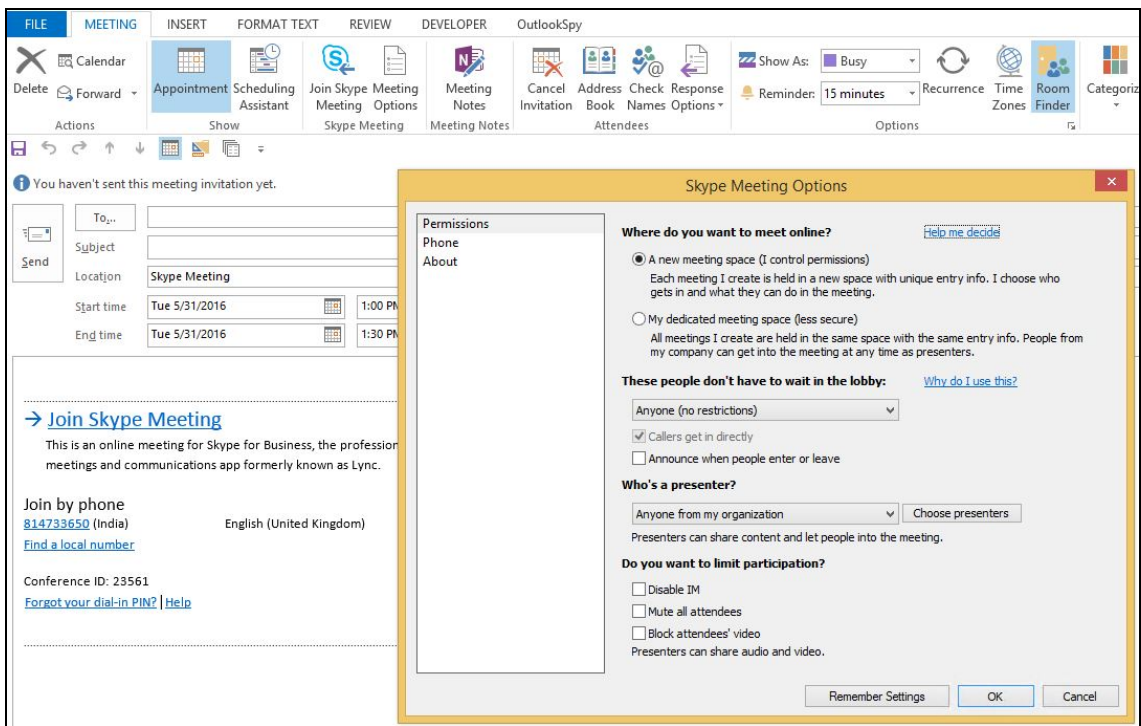 FILE MEETING INSERT FORMAT TEXT REVIEW DEVELOPER OutlookSpy
Delete
Calendar
Forward
Actions
Appointment
Scheduling
Assistant
Show
Join Skype
Meeting
Meeting
Options
Skype Meeting
Meeting
Notes
Meeting Notes
Cancel
Invitation
Address
Book
Check
Names
Response
Options
Attendees
Show As: Busy
Reminder: 15 minutes
Recurrence
Time
Zones
Room
Finder
Options
Categoriz
You haven't sent this meeting invitation yet.
Send
To...
Subject
Location Skype Meeting
Start time Tue 5/31/2016 1:00 PM
End time Tue 5/31/2016 1:30 PM
→ Join Skype Meeting
This is an online meeting for Skype for Business, the profession
meetings and communications app formerly known as Lync.
Join by phone
814733650 (India) English (United Kingdom)
Find a local number
Conference ID: 23561
Forgot your dial-in PIN? | Help
Skype Meeting Options
Permissions
Phone
About
Where do you want to meet online? Help me decide
A new meeting space (I control permissions)
Each meeting I create is held in a new space with unique entry info. I choose who
gets in and what they can do in the meeting.
My dedicated meeting space (less secure)
All meetings I create are held in the same space with the same entry info. People from
my company can get into the meeting at any time as presenters.
These people don't have to wait in the lobby: Why do I use this?
Anyone (no restrictions)
Callers get in directly
Announce when people enter or leave
Who's a presenter?
Anyone from my organization Choose presenters
Presenters can share content and let people into the meeting.
Do you want to limit participation?
Disable IM
Mute all attendees
Block attendees' video
Presenters can share audio and video.
Remember Settings OK Cancel